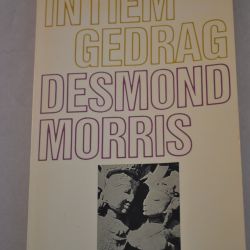 INTIEM
GEDRAG
DESMOND
MORRIS